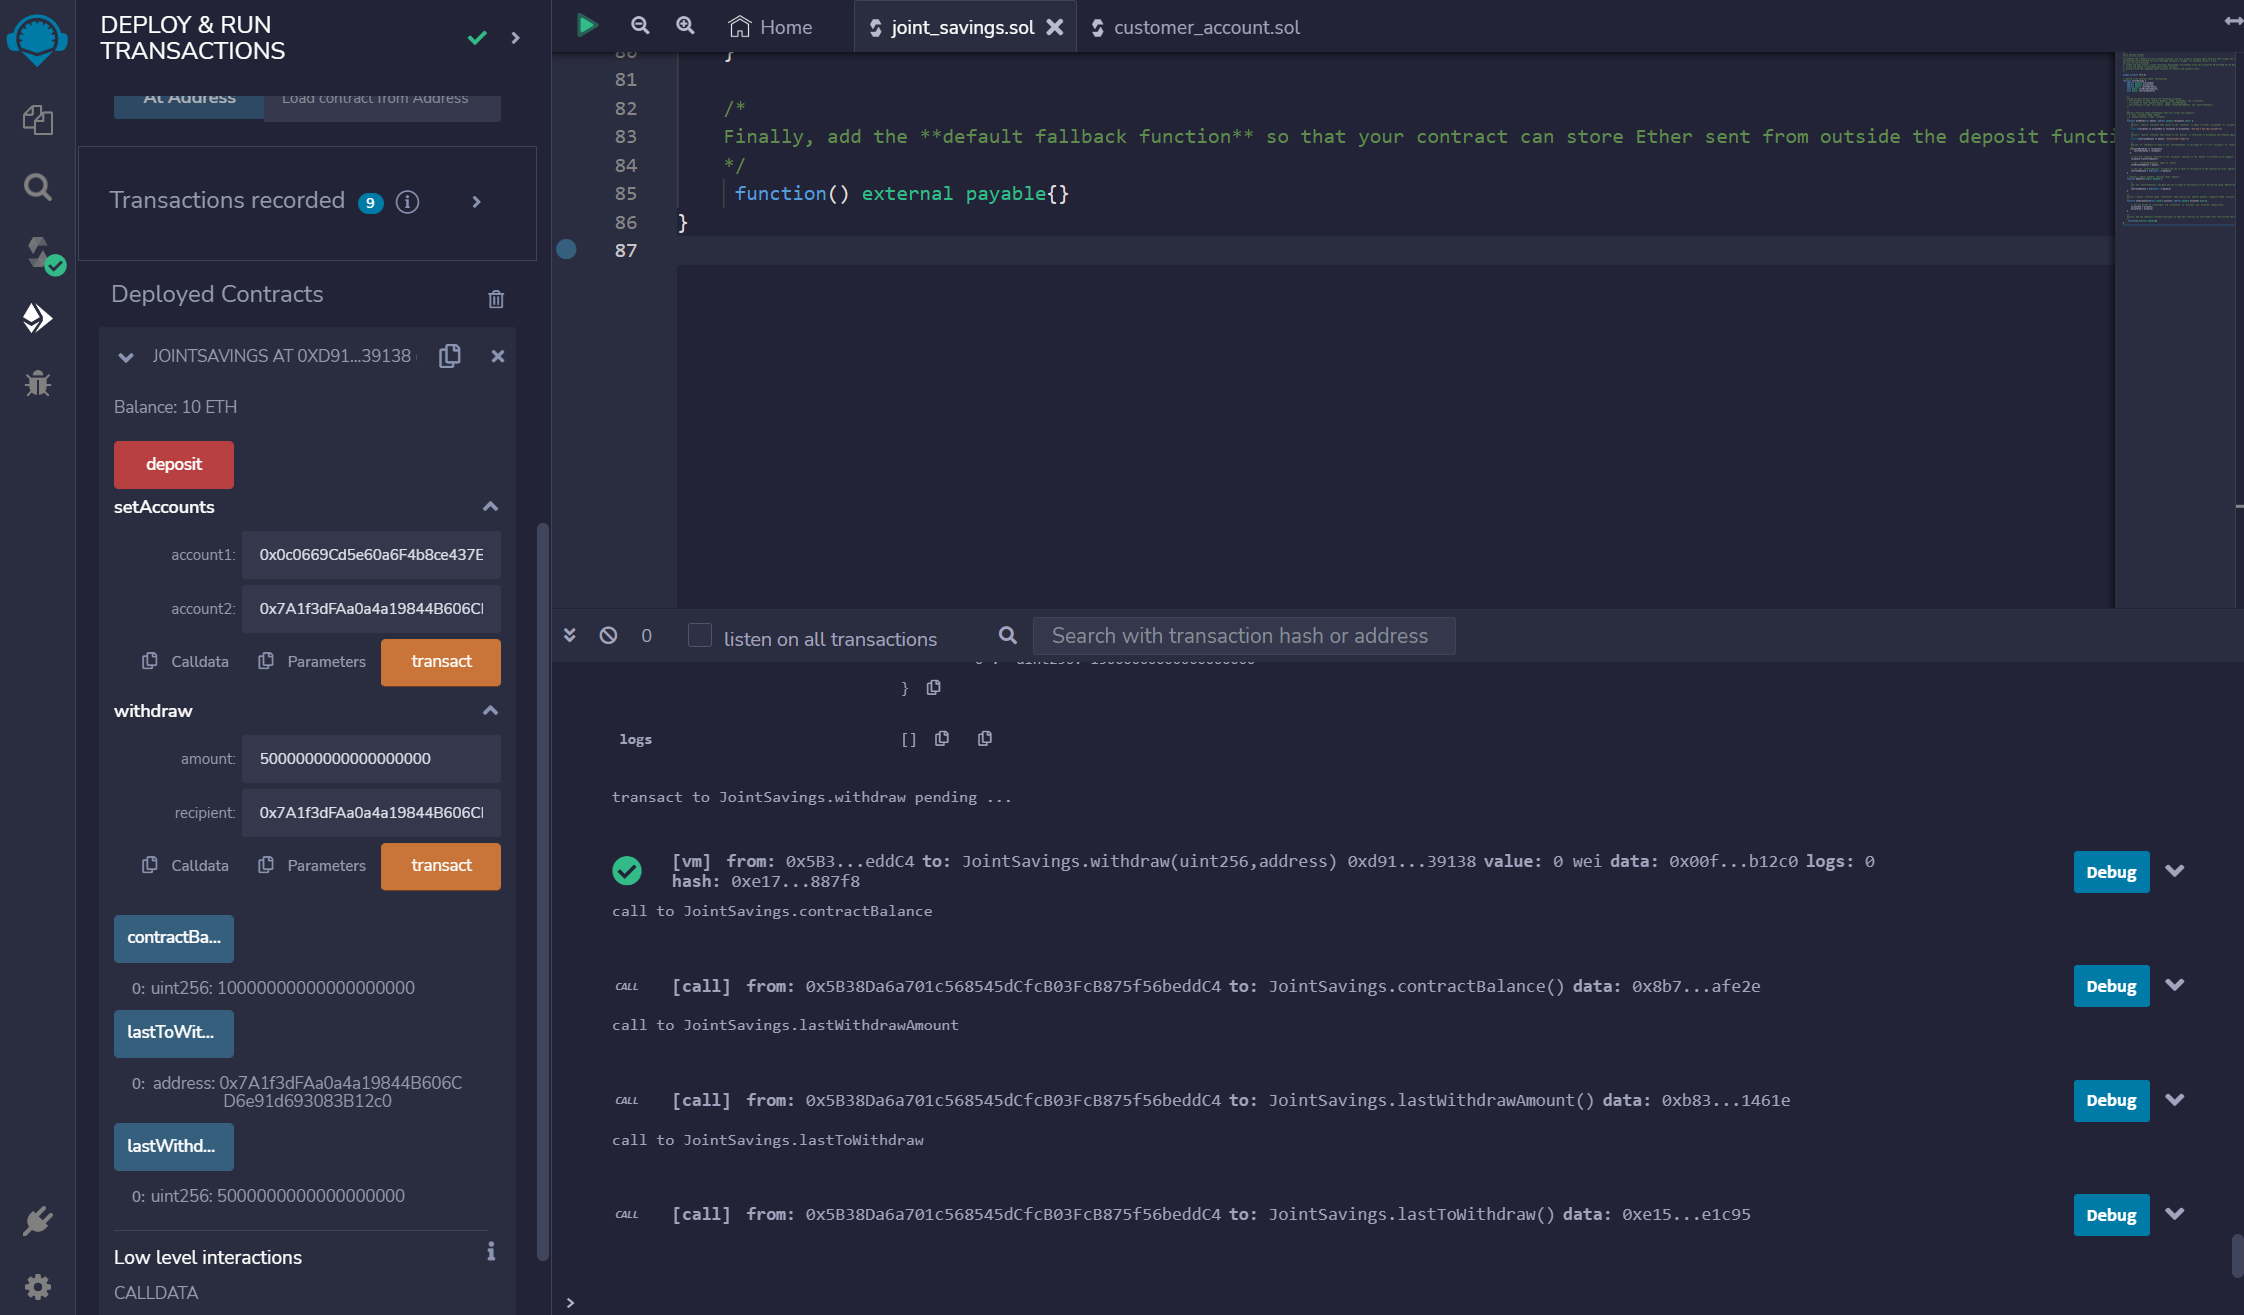 DEPLOY & RUN
TRANSACTIONS
At Address
Load contract from Address
Transactions recorded 9
Deployed Contracts
JOINTSAVINGS AT 0XD91...39138
Balance: 10 ETH
deposit
setAccounts
account1: 0x0c0669Cd5e60a6F4b8ce437E
account2: 0x7A1f3dFAa0a4a19844B606C
Calldata Parameters transact
withdraw
amount: 5000000000000000000
recipient: 0x7A1f3dFAa0a4a19844B606C
Calldata Parameters transact
contractBa...
0: uint256: 10000000000000000000
lastToWit...
0: address: 0x7A1f3dFAa0a4a19844B606C
D6e91d693083B12c0
lastWithd...
0: uint256: 5000000000000000000
Low level interactions
CALLDATA
Home joint_savings.sol customer_account.sol
80 }
81
82 /*
83 Finally, add the **default fallback function** so that your contract can store Ether sent from outside the deposit functi
84 */
85 function() external payable{}
86 }
87
0 listen on all transactions Search with transaction hash or address
}
logs [] 
transact to JointSavings.withdraw pending ...
[vm] from: 0x5B3...eddC4 to: JointSavings.withdraw(uint256,address) 0xd91...39138 value: 0 wei data: 0x00f...b12c0 logs: 0
hash: 0xe17...887f8
Debug
call to JointSavings.contractBalance
CALL [call] from: 0x5B38Da6a701c568545dCfcB03FcB875f56beddC4 to: JointSavings.contractBalance() data: 0x8b7...afe2e
Debug
call to JointSavings.lastWithdrawAmount
CALL [call] from: 0x5B38Da6a701c568545dCfcB03FcB875f56beddC4 to: JointSavings.lastWithdrawAmount() data: 0xb83...1461e
Debug
call to JointSavings.lastToWithdraw
CALL [call] from: 0x5B38Da6a701c568545dCfcB03FcB875f56beddC4 to: JointSavings.lastToWithdraw() data: 0xe15...e1c95
Debug
>